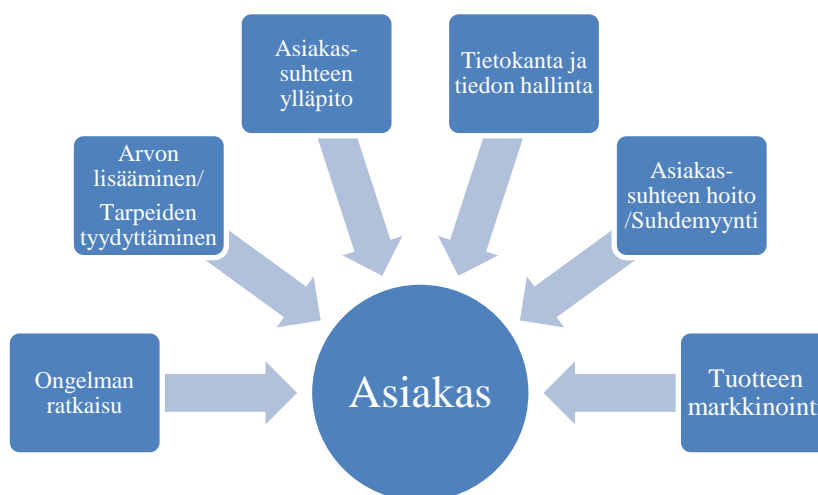 Asiakas-
suhteen
ylläpito
Tietokanta ja
tiedon hallinta
Arvon
lisääminen/
Tarpeiden
tyydyttäminen
Asiakas-
suhteen hoito
/Suhdemyynti
Ongelman
ratkaisu
Asiakas
Tuotteen
markkinointi